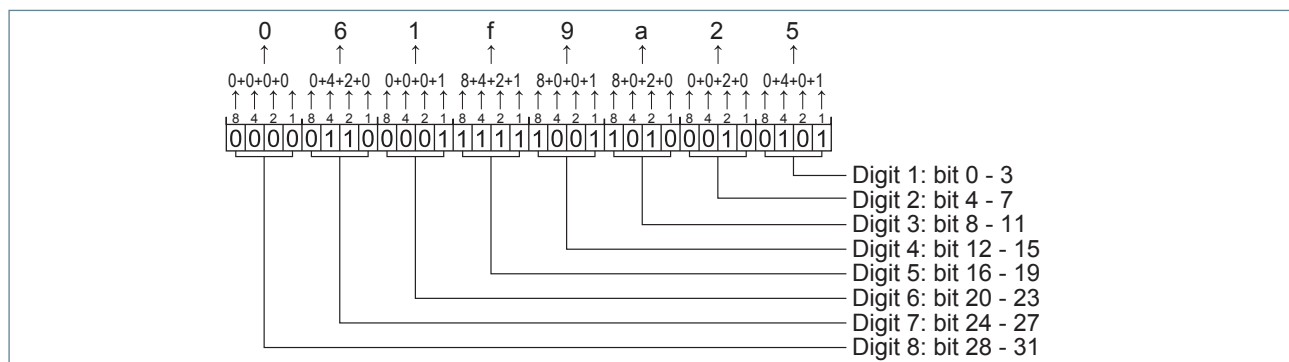 0 6 1 f 9 a 2 5
0+0+0+0 0+4+2+0 0+0+0+1 8+4+2+1 8+0+0+1 8+0+2+0 0+0+2+0 0+4+0+1
8 4 2 1 8 4 2 1 8 4 2 1 8 4 2 1 8 4 2 1 8 4 2 1 8 4 2 1 8 4 2 1
0 0 0 0 0 1 1 0 0 0 0 1 1 1 1 1 1 0 0 1 1 0 1 0 0 0 1 0 0 1 0 1
Digit 1: bit 0 - 3
Digit 2: bit 4 - 7
Digit 3: bit 8 - 11
Digit 4: bit 12 - 15
Digit 5: bit 16 - 19
Digit 6: bit 20 - 23
Digit 7: bit 24 - 27
Digit 8: bit 28 - 31